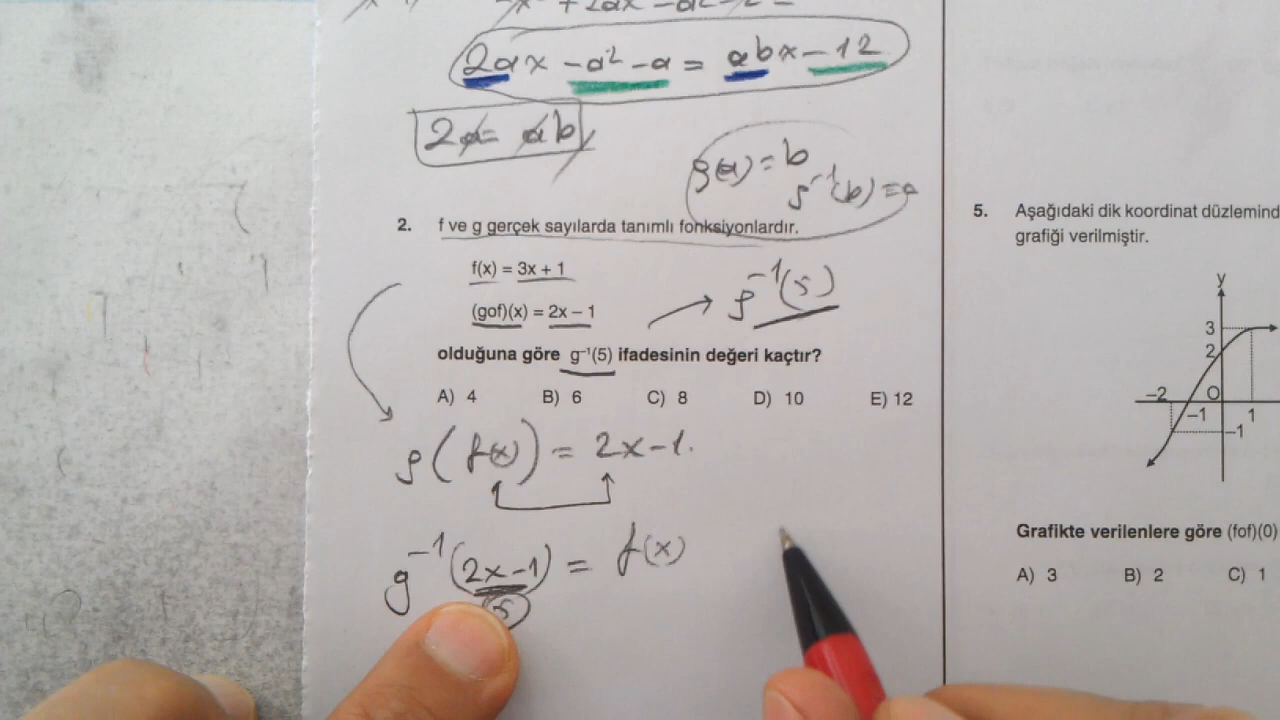 2ax – a² – a = abx – 12
2a = ab
g(a) = b
g⁻¹(b) = a
2. f ve g gerçek sayılarda tanımlı fonksiyonlardır.
f(x) = 3x + 1
(gof)(x) = 2x – 1
g⁻¹(5)
olduğuna göre g⁻¹(5) ifadesinin değeri kaçtır?
A) 4 B) 6 C) 8 D) 10 E) 12
g(f(x)) = 2x – 1.
g⁻¹(2x – 1) = f(x)
5
5. Aşağıdaki dik koordinat düzlemind
grafiği verilmiştir.
y
3
2
–2 O
–1 1
–1
Grafikte verilenlere göre (fof)(0)
A) 3 B) 2 C) 1